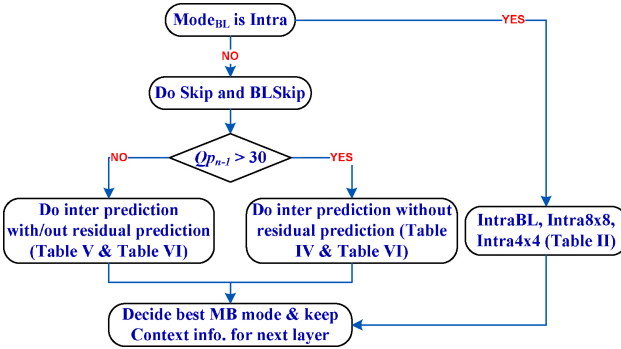 Mode_BL is Intra
YES
NO
Do Skip and BLSkip
Qp_n-1 > 30
NO
YES
Do inter prediction
with/out residual prediction
(Table V & Table VI)
Do inter prediction without
residual prediction (Table
IV & Table VI)
IntraBL, Intra8x8,
Intra4x4 (Table II)
Decide best MB mode & keep
Context info. for next layer